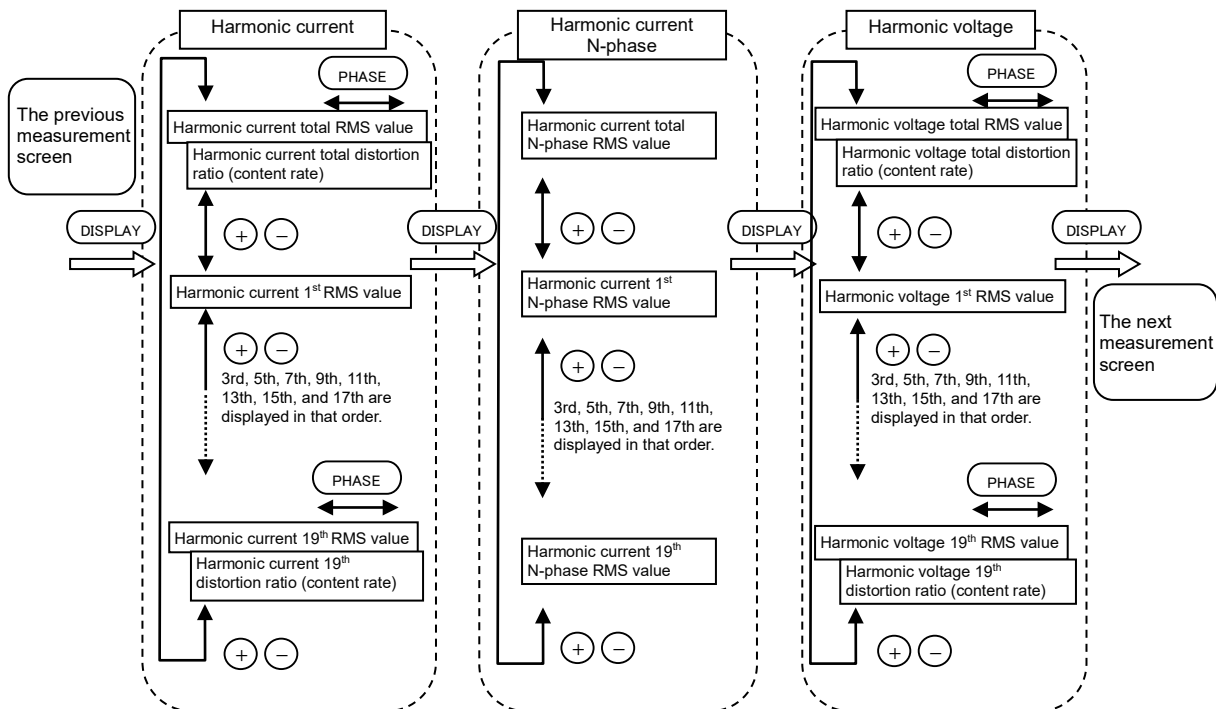 Harmonic current
PHASE
The previous
measurement
screen
DISPLAY
Harmonic current total RMS value
Harmonic current total distortion
ratio (content rate)
+ −
Harmonic current 1st RMS value
+ −
3rd, 5th, 7th, 9th, 11th,
13th, 15th, and 17th are
displayed in that order.
PHASE
Harmonic current 19th RMS value
Harmonic current 19th
distortion ratio (content rate)
+ −
DISPLAY
Harmonic current
N-phase
Harmonic current total
N-phase RMS value
+ −
Harmonic current 1st
N-phase RMS value
+ −
3rd, 5th, 7th, 9th, 11th,
13th, 15th, and 17th are
displayed in that order.
Harmonic current 19th
N-phase RMS value
+ −
DISPLAY
Harmonic voltage
PHASE
Harmonic voltage total RMS value
Harmonic voltage total distortion
ratio (content rate)
+ −
Harmonic voltage 1st RMS value
+ −
3rd, 5th, 7th, 9th, 11th,
13th, 15th, and 17th are
displayed in that order.
PHASE
Harmonic voltage 19th RMS value
Harmonic voltage 19th
distortion ratio (content rate)
+ −
DISPLAY
The next
measurement
screen